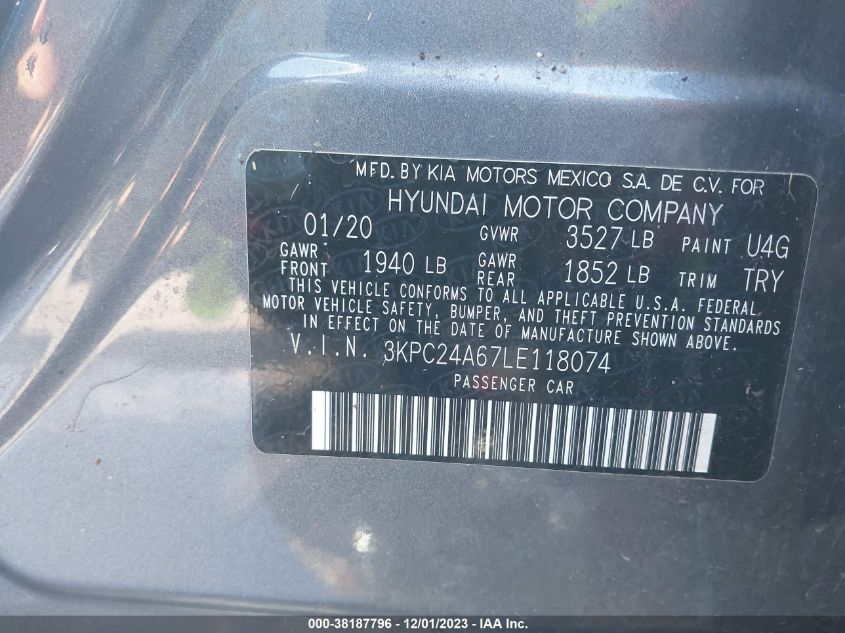 MFD. BY KIA MOTORS MEXICO S.A. DE C.V. FOR
HYUNDAI MOTOR COMPANY
01/20 GVWR 3527 LB PAINT U4G
GAWR FRONT 1940 LB GAWR REAR 1852 LB TRIM TRY
THIS VEHICLE CONFORMS TO ALL APPLICABLE U.S.A. FEDERAL
MOTOR VEHICLE SAFETY, BUMPER, AND THEFT PREVENTION STANDARDS
IN EFFECT ON THE DATE OF MANUFACTURE SHOWN ABOVE.
V.I.N. 3KPC24A67LE118074
PASSENGER CAR
000-38187796 - 12/01/2023 - www.iaai.com